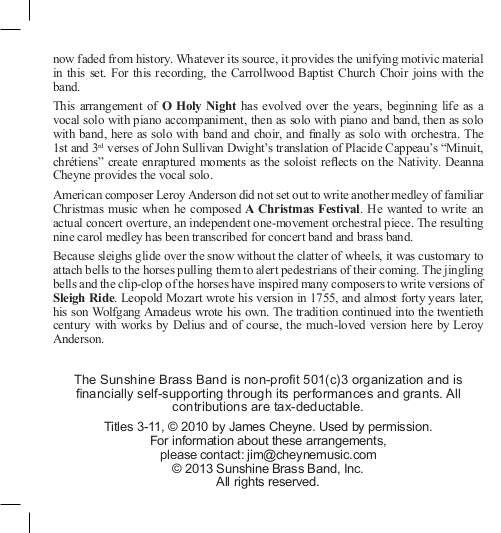 now faded from history. Whatever its source, it provides the unifying motivic material
in this set. For this recording, the Carrollwood Baptist Church Choir joins with the
band.
This arrangement of O Holy Night has evolved over the years, beginning life as a
vocal solo with piano accompaniment, then as solo with piano and band, then as solo
with band, here as solo with band and choir, and finally as solo with orchestra. The
1st and 3rd verses of John Sullivan Dwight's translation of Placide Cappeau's “Minuit,
chrétiens” create enraptured moments as the soloist reflects on the Nativity. Deanna
Cheyne provides the vocal solo.
American composer Leroy Anderson did not set out to write another medley of familiar
Christmas music when he composed A Christmas Festival. He wanted to write an
actual concert overture, an independent one-movement orchestral piece. The resulting
nine carol medley has been transcribed for concert band and brass band.
Because sleighs glide over the snow without the clatter of wheels, it was customary to
attach bells to the horses pulling them to alert pedestrians of their coming. The jingling
bells and the clip-clop of the horses have inspired many composers to write versions of
Sleigh Ride. Leopold Mozart wrote his version in 1755, and almost forty years later,
his son Wolfgang Amadeus wrote his own. The tradition continued into the twentieth
century with works by Delius and of course, the much-loved version here by Leroy
Anderson.
The Sunshine Brass Band is non-profit 501(c)3 organization and is
financially self-supporting through its performances and grants. All
contributions are tax-deductable.
Titles 3-11, © 2010 by James Cheyne. Used by permission.
For information about these arrangements,
please contact: jim@cheynemusic.com
© 2013 Sunshine Brass Band, Inc.
All rights reserved.